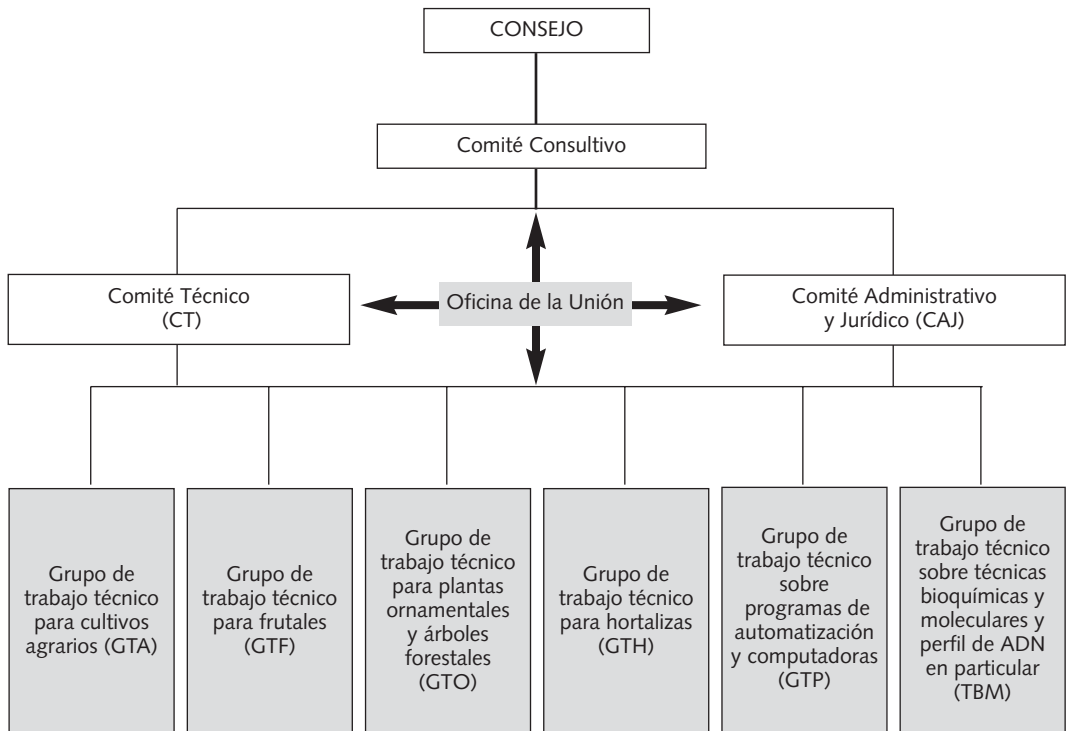 CONSEJO
Comité Consultivo
Comité Técnico
(CT)
Oficina de la Unión
Comité Administrativo
y Jurídico (CAJ)
Grupo de
trabajo técnico
para cultivos
agrarios (GTA)
Grupo de
trabajo técnico
para frutales
(GTF)
Grupo de
trabajo técnico
para plantas
ornamentales
y árboles
forestales
(GTO)
Grupo de
trabajo técnico
para hortalizas
(GTH)
Grupo de
trabajo técnico
sobre
programas de
automatización
y computadoras
(GTP)
Grupo de
trabajo técnico
sobre técnicas
bioquímicas y
moleculares y
perfil de ADN
en particular
(TBM)